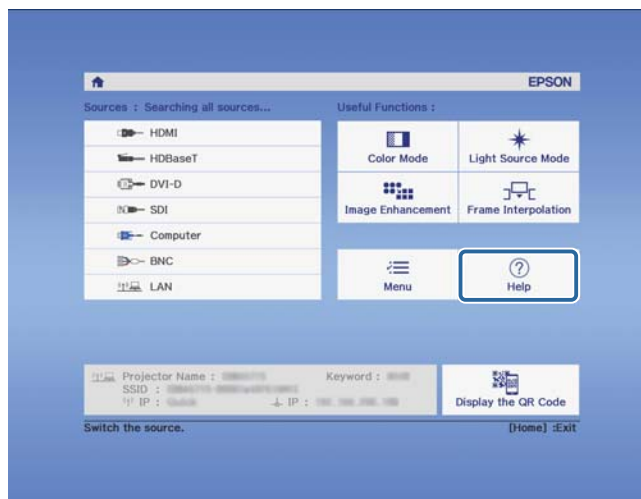 EPSON
Sources : Searching all sources...
HDMI
HDBaseT
DVI-D
SDI
Computer
BNC
LAN
Useful Functions :
Color Mode
Light Source Mode
Image Enhancement
Frame Interpolation
Menu
Help
Projector Name :
Keyword :
SSID :
IP :
IP :
Display the QR Code
Switch the source.
[Home] :Exit